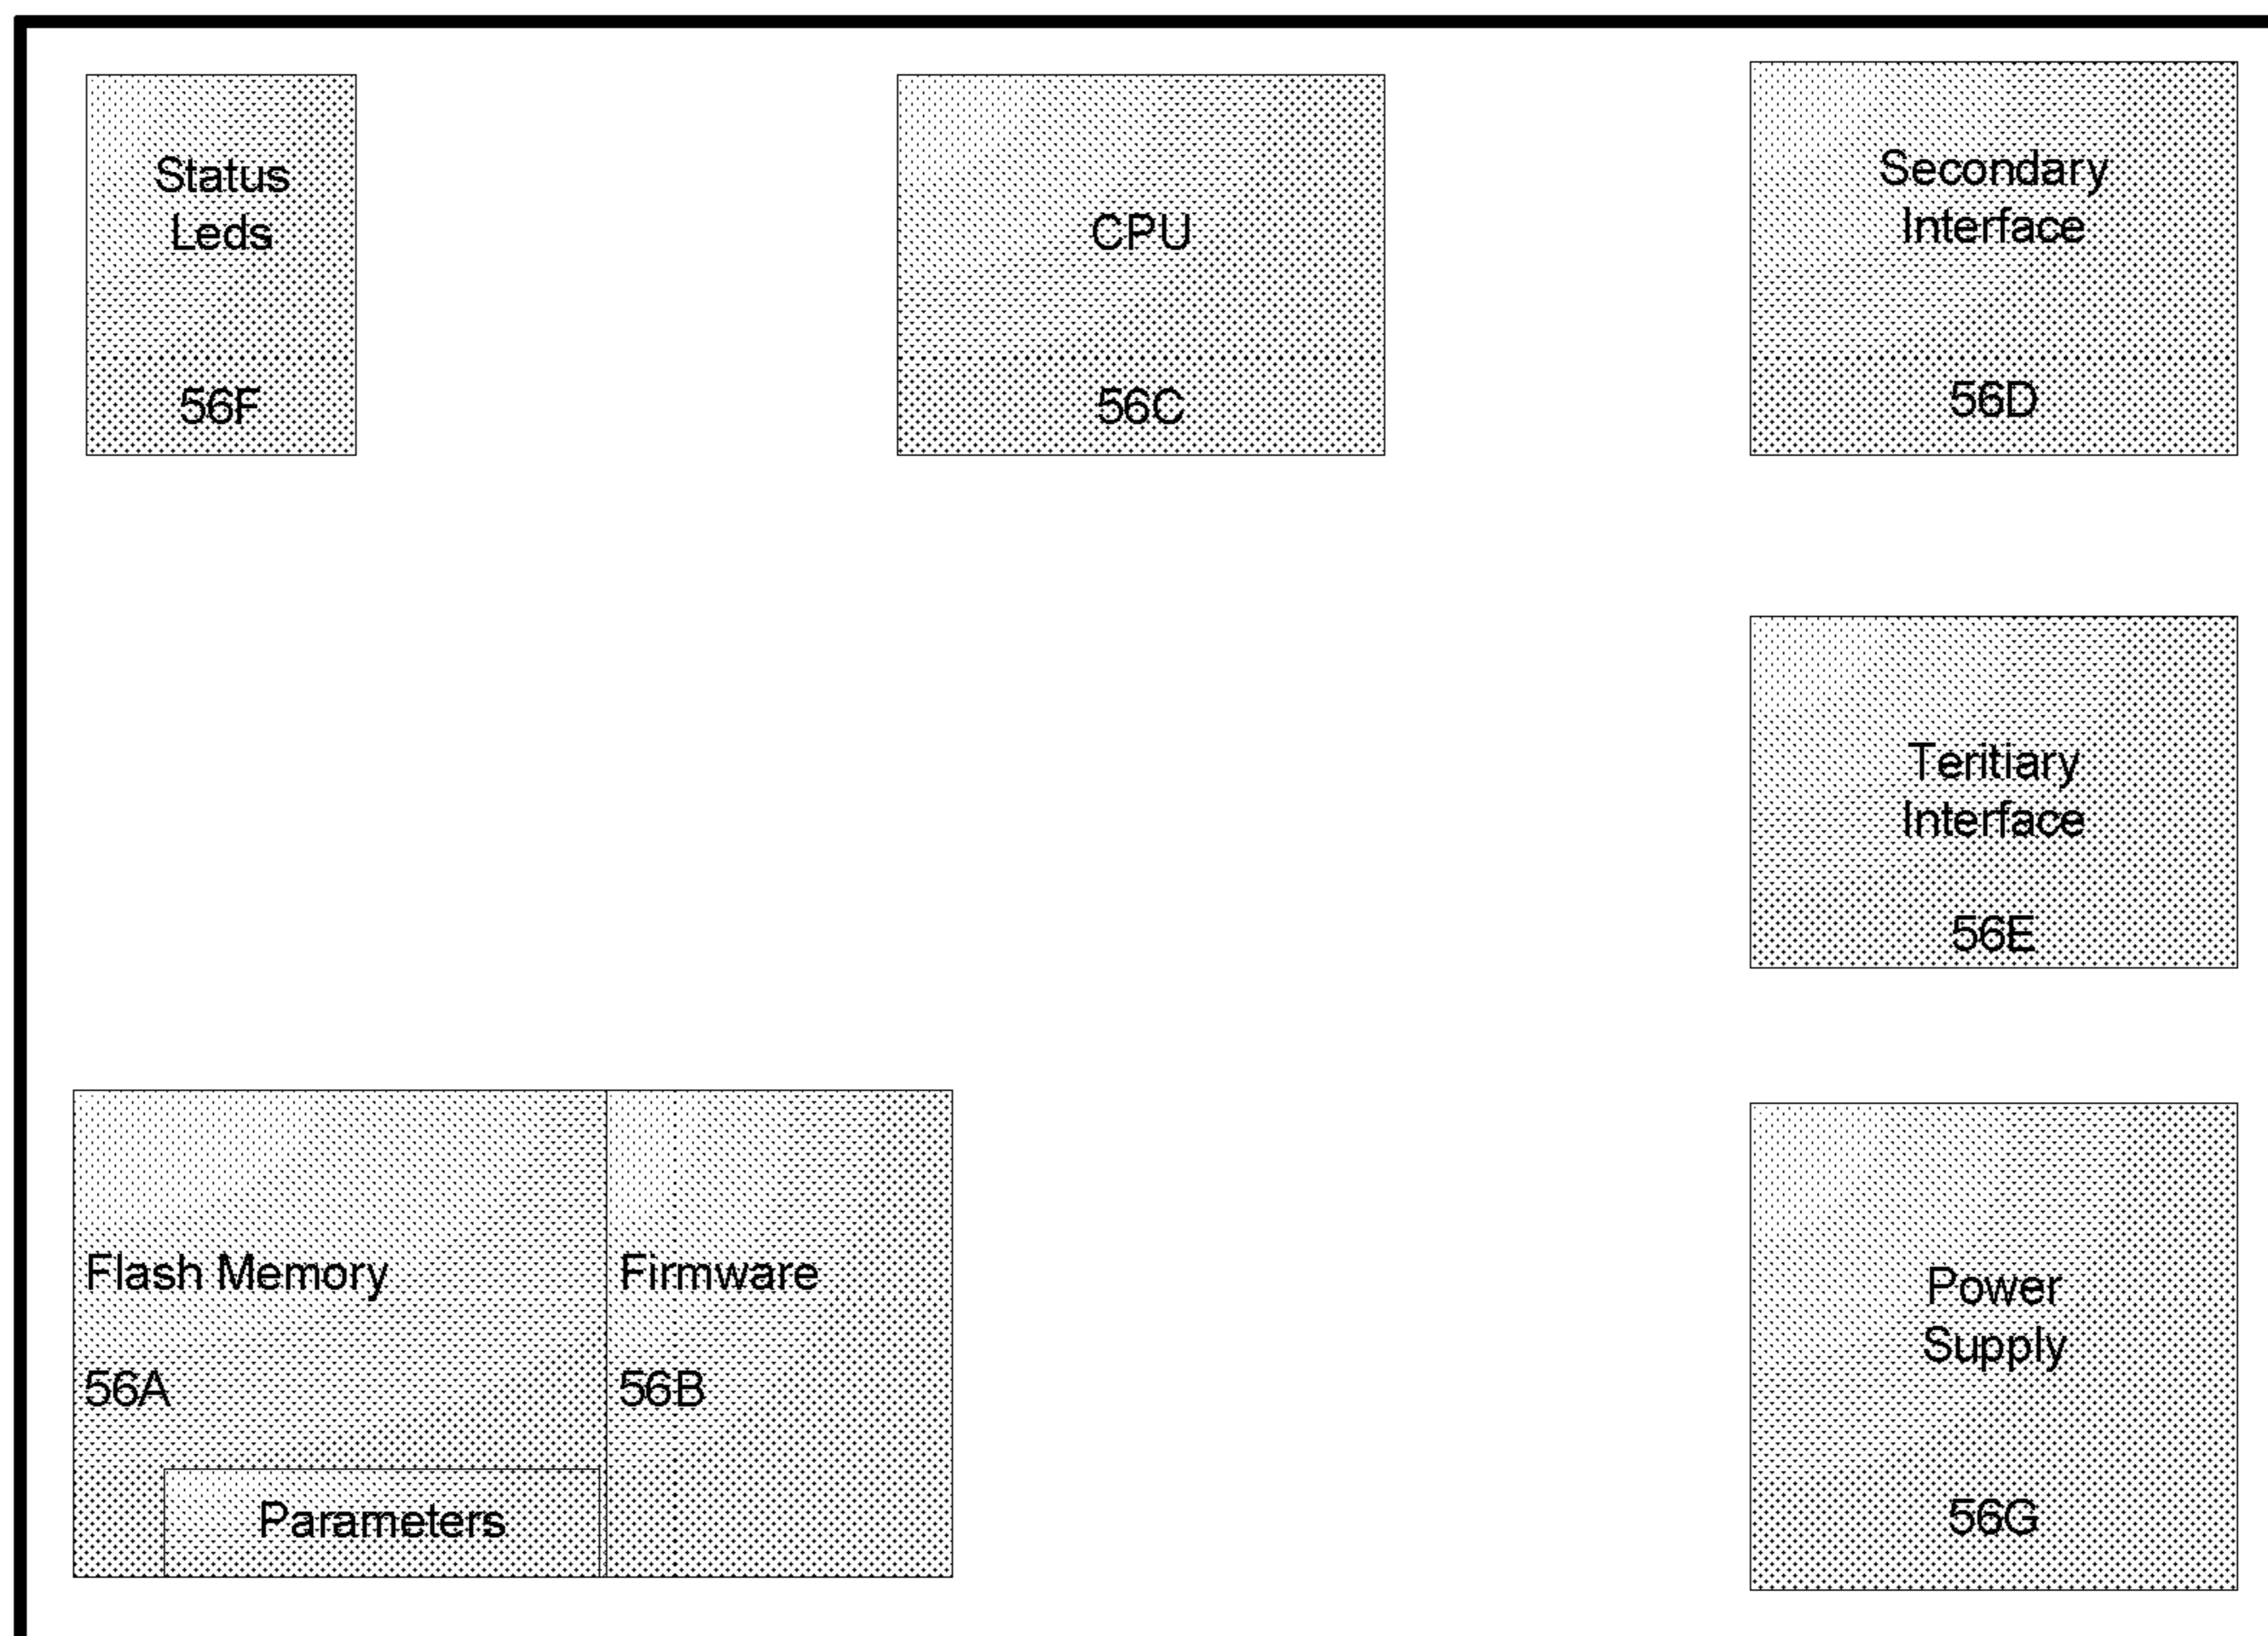 Status
Leds
56F
CPU
56C
Secondary
Interface
56D
Teritiary
Interface
56E
Flash Memory
56A
Parameters
Firmware
56B
Power
Supply
56G